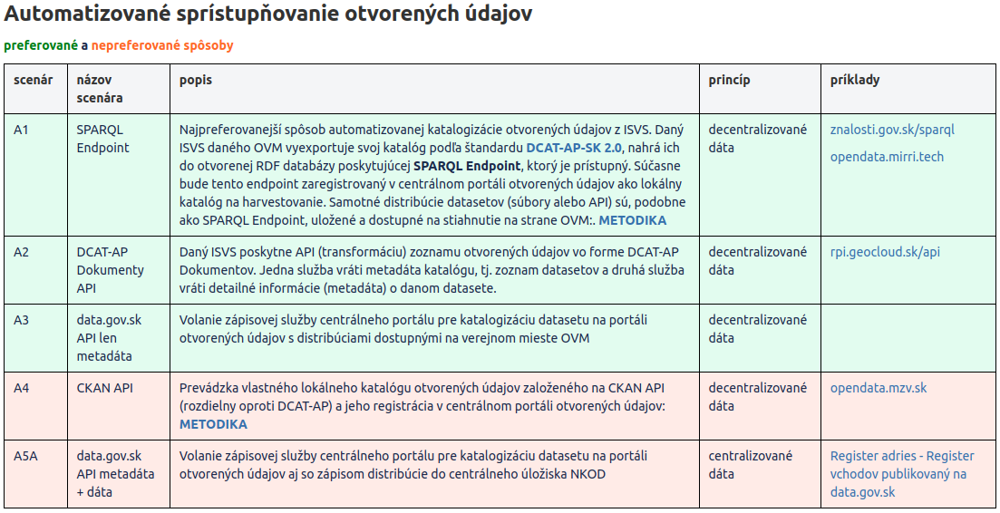 Automatizované sprístupňovanie otvorených údajov
preferované a nepreferované spôsoby
scenár
názov
scenára
popis
princíp
príklady
A1
SPARQL
Endpoint
Najpreferovanejší spôsob automatizovanej katalogizácie otvorených údajov z ISVS. Daný
ISVS daného OVM vyexportuje svoj katalóg podľa štandardu DCAT-AP-SK 2.0, nahrá ich
do otvorenej RDF databázy poskytujúcej SPARQL Endpoint, ktorý je prístupný. Súčasne
bude tento endpoint zaregistrovaný v centrálnom portáli otvorených údajov ako lokálny
katalóg na harvestovanie. Samotné distribúcie datasetov (súbory alebo API) sú, podobne
ako SPARQL Endpoint, uložené a dostupné na stiahnutie na strane OVM:. METODIKA
decentralizované
dáta
znalosti.gov.sk/sparql
opendata.mirri.tech
A2
DCAT-AP
Dokumenty
API
Daný ISVS poskytne API (transformáciu) zoznamu otvorených údajov vo forme DCAT-AP
Dokumentov. Jedna služba vráti metadáta katalógu, tj. zoznam datasetov a druhá služba
vráti detailné informácie (metadáta) o danom datasete.
decentralizované
dáta
rpi.geocloud.sk/api
A3
data.gov.sk
API len
metadáta
Volanie zápisovej služby centrálneho portálu pre katalogizáciu datasetu na portáli
otvorených údajov s distribúciami dostupnými na verejnom mieste OVM
decentralizované
dáta
A4
CKAN API
Prevádzka vlastného lokálneho katalógu otvorených údajov založeného na CKAN API
(rozdielny oproti DCAT-AP) a jeho registrácia v centrálnom portáli otvorených údajov:
METODIKA
decentralizované
dáta
opendata.mzv.sk
A5A
data.gov.sk
API metadáta
+ dáta
Volanie zápisovej služby centrálneho portálu pre katalogizáciu datasetu na portáli
otvorených údajov aj so zápisom distribúcie do centrálneho úložiska NKOD
centralizované
dáta
Register adries - Register
vchodov publikovaný na
data.gov.sk